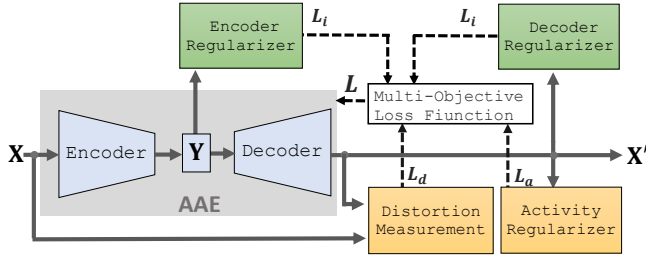 Encoder
Regularizer
L_i
L_i
Decoder
Regularizer
L
Multi-Objective
Loss Fiunction
X
Encoder
Y
Decoder
X′
AAE
L_d
L_a
Distortion
Measurement
Activity
Regularizer